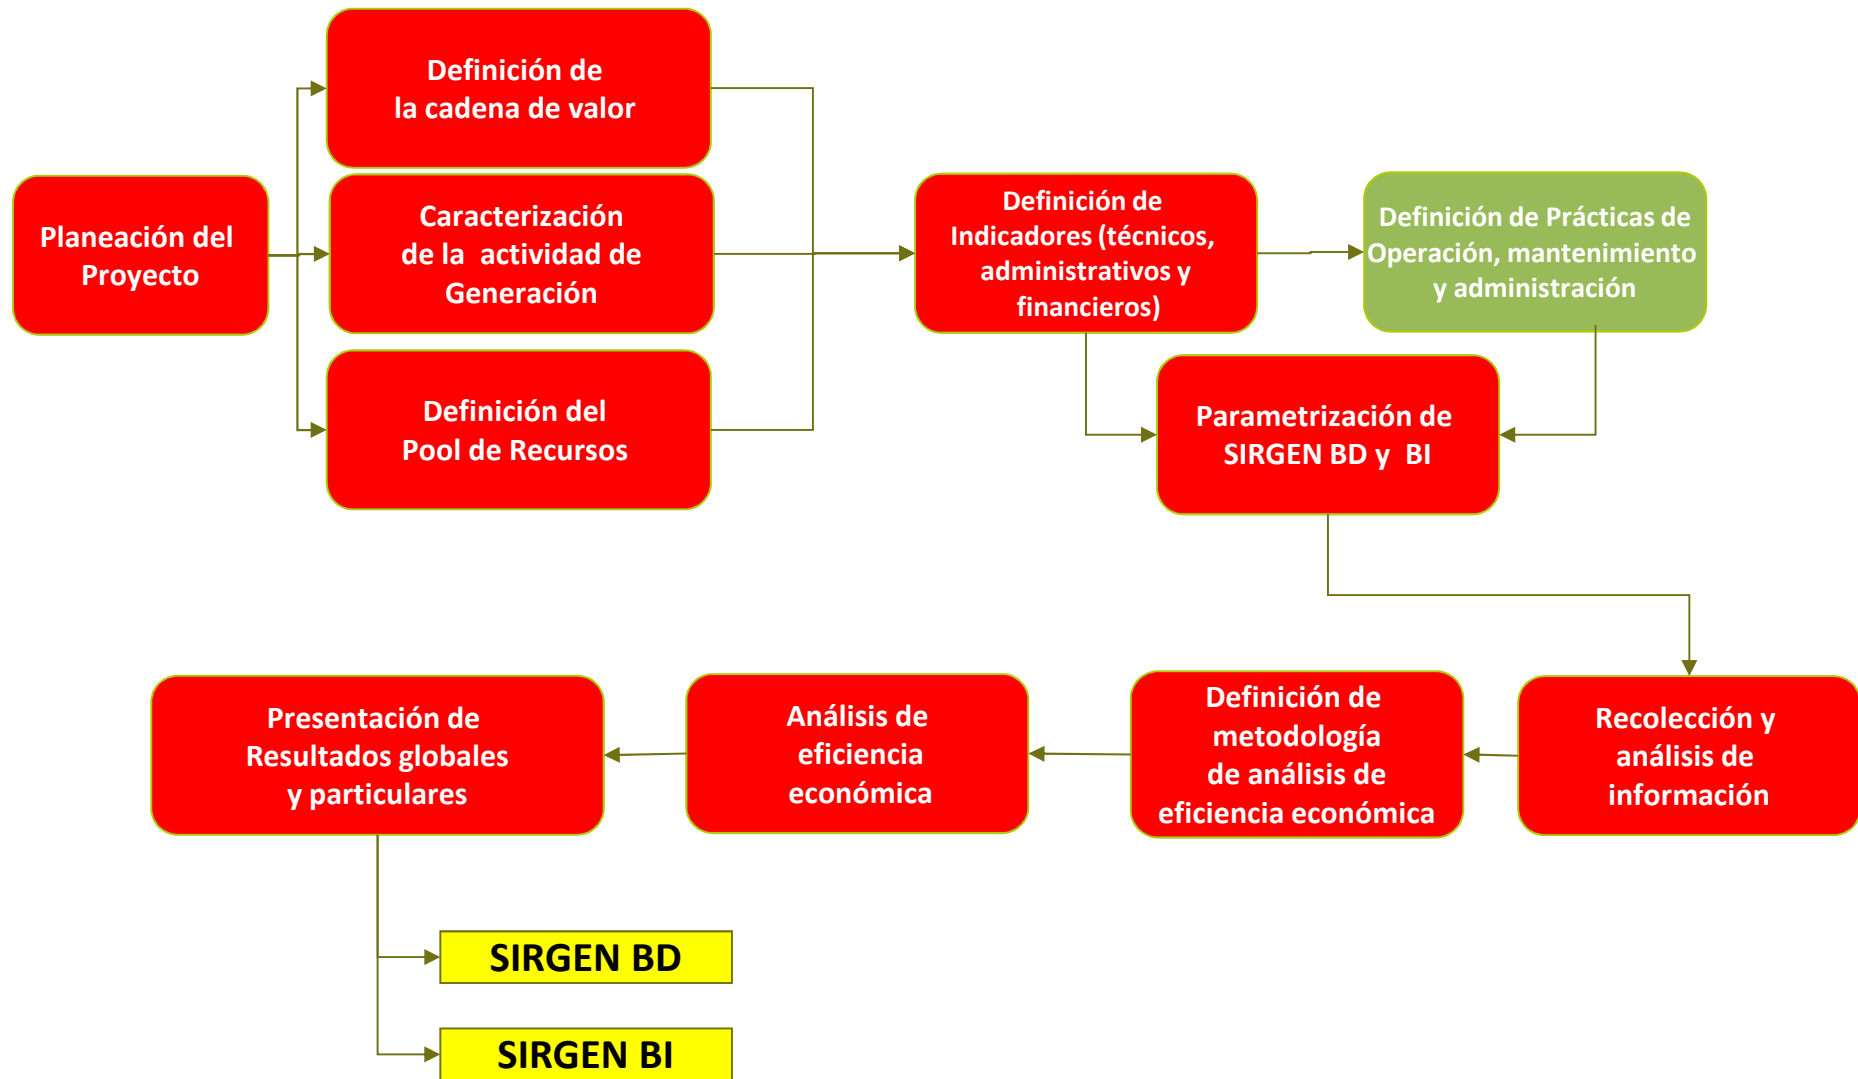 Definición de
la cadena de valor
Planeación del
Proyecto
Caracterización
de la  actividad de
Generación
Definición del
Pool de Recursos
Definición de
Indicadores (técnicos,
administrativos y
financieros)
Definición de Prácticas de
Operación, mantenimiento
y administración
Parametrización de
SIRGEN BD y  BI
Recolección y
análisis de
información
Definición de
metodología
de análisis de
eficiencia económica
Análisis de
eficiencia
económica
Presentación de
Resultados globales
y particulares
SIRGEN BD
SIRGEN BI